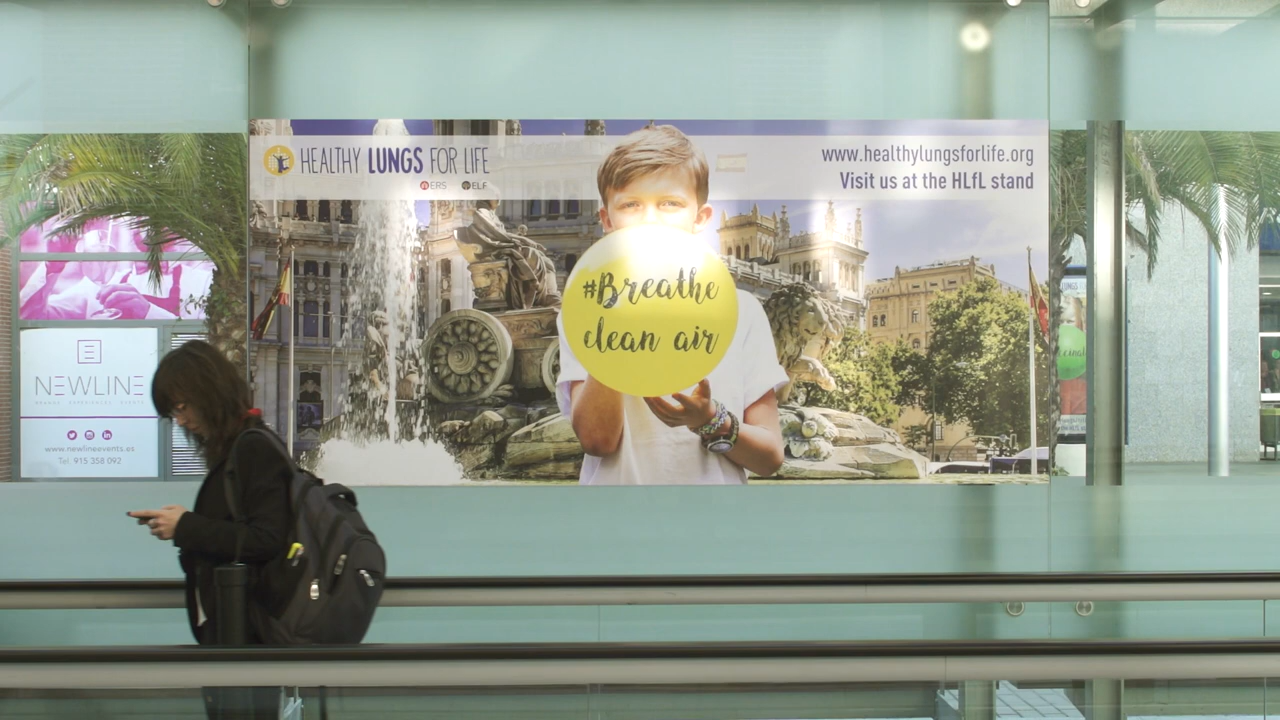 HEALTHY LUNGS FOR LIFE
ERS ELF
www.healthylungsforlife.org
Visit us at the HLfL stand
#Breathe
clean air
NEWLINE
www.newlineevents.es
Tel. 915 358 092